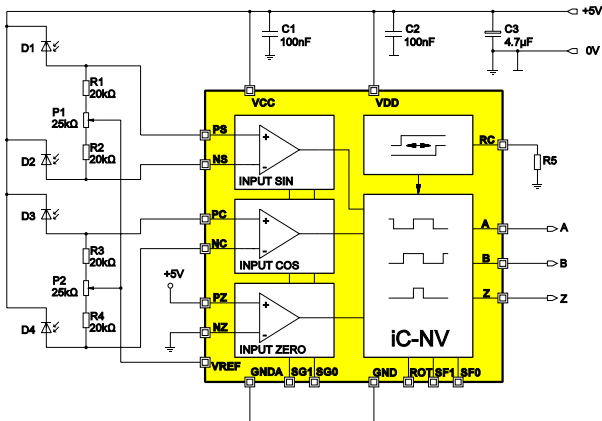 +5V
C1
100nF
C2
100nF
C3
4.7µF
0V
D1
R1
20kΩ
P1
25kΩ
R2
20kΩ
D2
D3
R3
20kΩ
P2
25kΩ
R4
20kΩ
D4
+5V
VCC
VDD
PS
NS
INPUT SIN
PC
NC
INPUT COS
PZ
NZ
INPUT ZERO
VREF
+
-
+
-
+
-
RC
R5
A
A
B
B
Z
Z
iC-NV
GNDA
SG1
SG0
GND
ROT
SF1
SF0